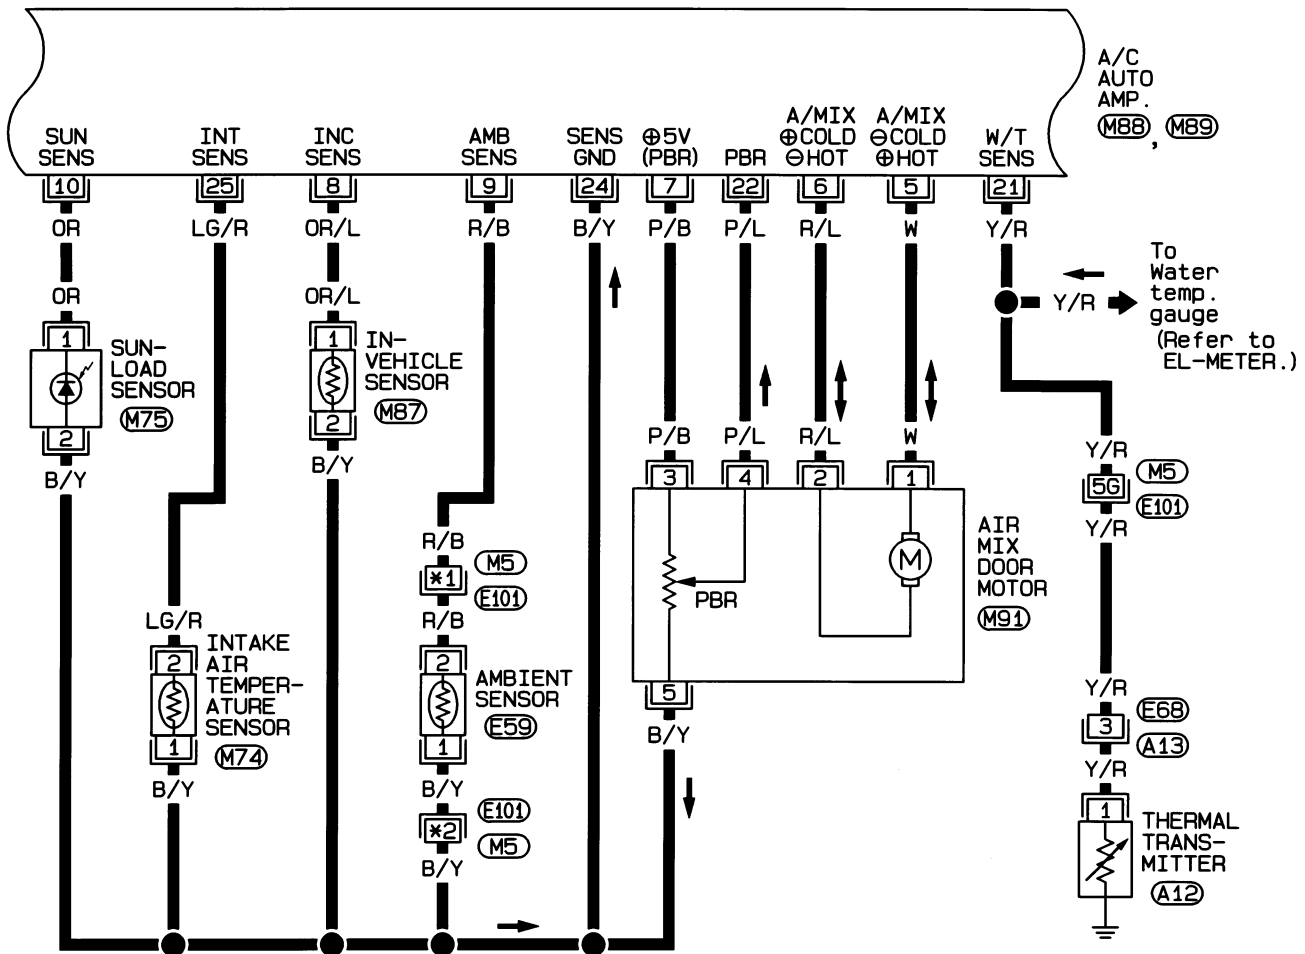 A/C
AUTO
AMP.
M88, M89
SUN
SENS
INT
SENS
INC
SENS
AMB
SENS
SENS
GND
⊕5V
(PBR)
PBR
A/MIX
⊕COLD
⊖HOT
A/MIX
⊖COLD
⊕HOT
W/T
SENS
10 25 8 9 24 7 22 6 5 21
OR LG/R OR/L R/B B/Y P/B P/L R/L W Y/R
To
Water
temp.
gauge
(Refer to
EL-METER.)
Y/R
OR
OR/L
1
SUN-
LOAD
SENSOR
M75
2
B/Y
1
IN-
VEHICLE
SENSOR
M87
2
B/Y
P/B P/L R/L W
3 4 2 1
M
PBR
AIR
MIX
DOOR
MOTOR
M91
5
B/Y
Y/R
5G
M5
E101
Y/R
R/B
*1
M5
E101
R/B
LG/R
2
INTAKE
AIR
TEMPER-
ATURE
SENSOR
M74
1
B/Y
2
AMBIENT
SENSOR
E59
1
B/Y
*2
E101
M5
B/Y
Y/R
3
E68
A13
Y/R
1
THERMAL
TRANS-
MITTER
A12